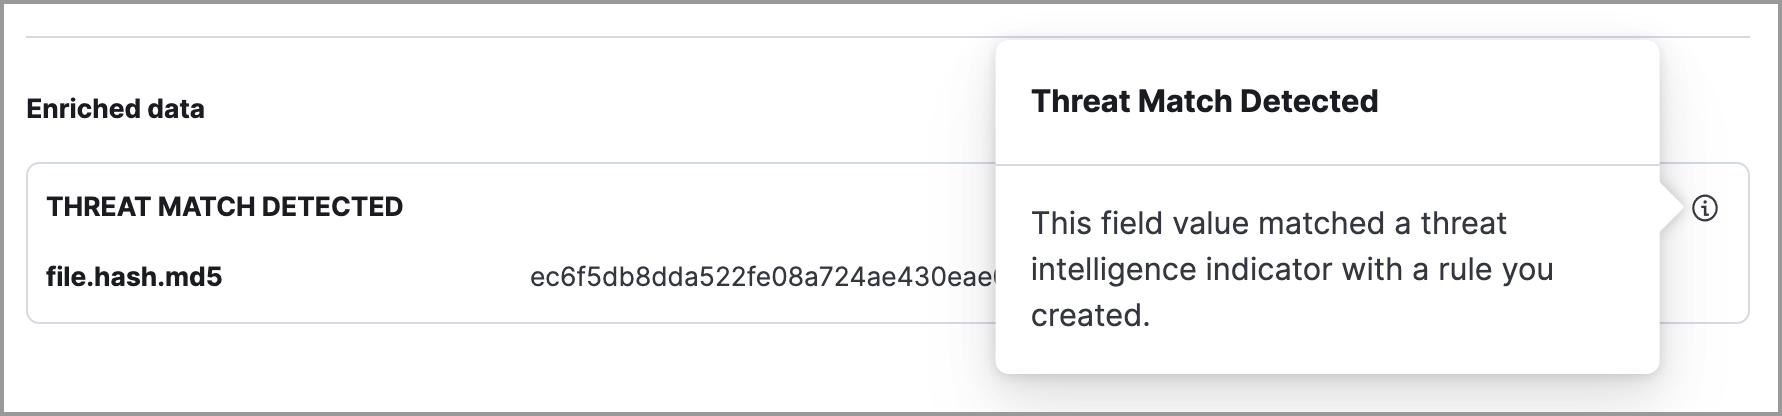 Enriched data
THREAT MATCH DETECTED
file.hash.md5 ec6f5db8dda522fe08a724ae430eae
Threat Match Detected
This field value matched a threat
intelligence indicator with a rule you
created.